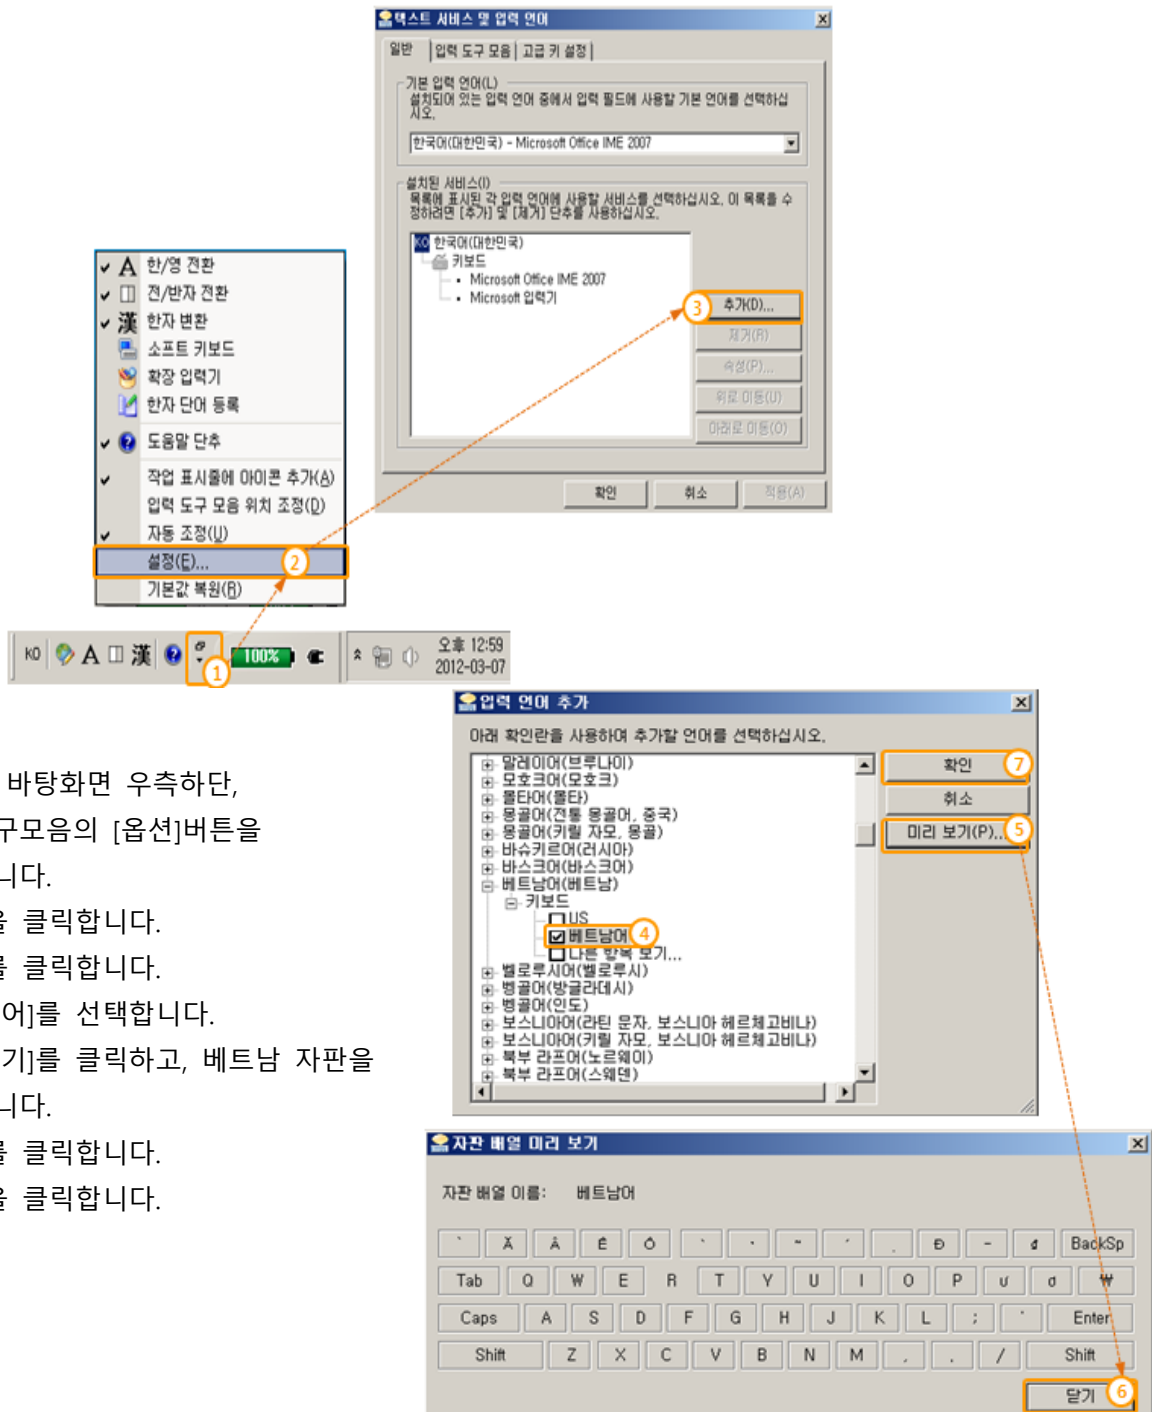 텍스트 서비스 및 입력 언어
일반 입력 도구 모음 고급 키 설정
기본 입력 언어(L)
설치되어 있는 입력 언어 중에서 입력 필드에 사용할 기본 언어를 선택하십
시오.
한국어(대한민국) - Microsoft Office IME 2007
설치된 서비스(I)
목록에 표시된 각 입력 언어에 사용할 서비스를 선택하십시오. 이 목록을 수
정하려면 [추가] 및 [제거] 단추를 사용하십시오.
KO 한국어(대한민국)
키보드
• Microsoft Office IME 2007
• Microsoft 입력기
3 추가(D)...
제거(R)
속성(P)...
위로 이동(U)
아래로 이동(O)
확인 취소 적용(A)
A 한/영 전환
전/반자 전환
漢 한자 변환
소프트 키보드
확장 입력기
한자 단어 등록
? 도움말 단추
작업 표시줄에 아이콘 추가(A)
입력 도구 모음 위치 조정(D)
자동 조정(U)
설정(E)... 2
기본값 복원(R)
KO A 漢 ? 1 100% 오후 12:59
2012-03-07
바탕화면 우측하단,
구모음의 [옵션]버튼을
니다.
을 클릭합니다.
를 클릭합니다.
어]를 선택합니다.
기]를 클릭하고, 베트남 자판을
니다.
를 클릭합니다.
을 클릭합니다.
입력 언어 추가
아래 확인란을 사용하여 추가할 언어를 선택하십시오.
말레이어(브루나이)
모호크어(모호크)
몰타어(몰타)
몽골어(전통 몽골어, 중국)
몽골어(키릴 자모, 몽골)
바슈키르어(러시아)
바스크어(바스크어)
베트남어(베트남)
키보드
US
베트남어 4
다른 항목 보기...
벨로루시어(벨로루시)
벵골어(방글라데시)
벵골어(인도)
보스니아어(라틴 문자, 보스니아 헤르체고비나)
보스니아어(키릴 자모, 보스니아 헤르체고비나)
북부 라프어(노르웨이)
북부 라프어(스웨덴)
확인 7
취소
미리 보기(P)... 5
자판 배열 미리 보기
자판 배열 이름: 베트남어
` Ă Â Ê Ô ̀ ̉ ̃ ́ ̣ Đ - ₫ BackSp
Tab Q W E R T Y U I O P ư ơ ₩
Caps A S D F G H J K L ; ' Enter
Shift Z X C V B N M , . / Shift
닫기 6